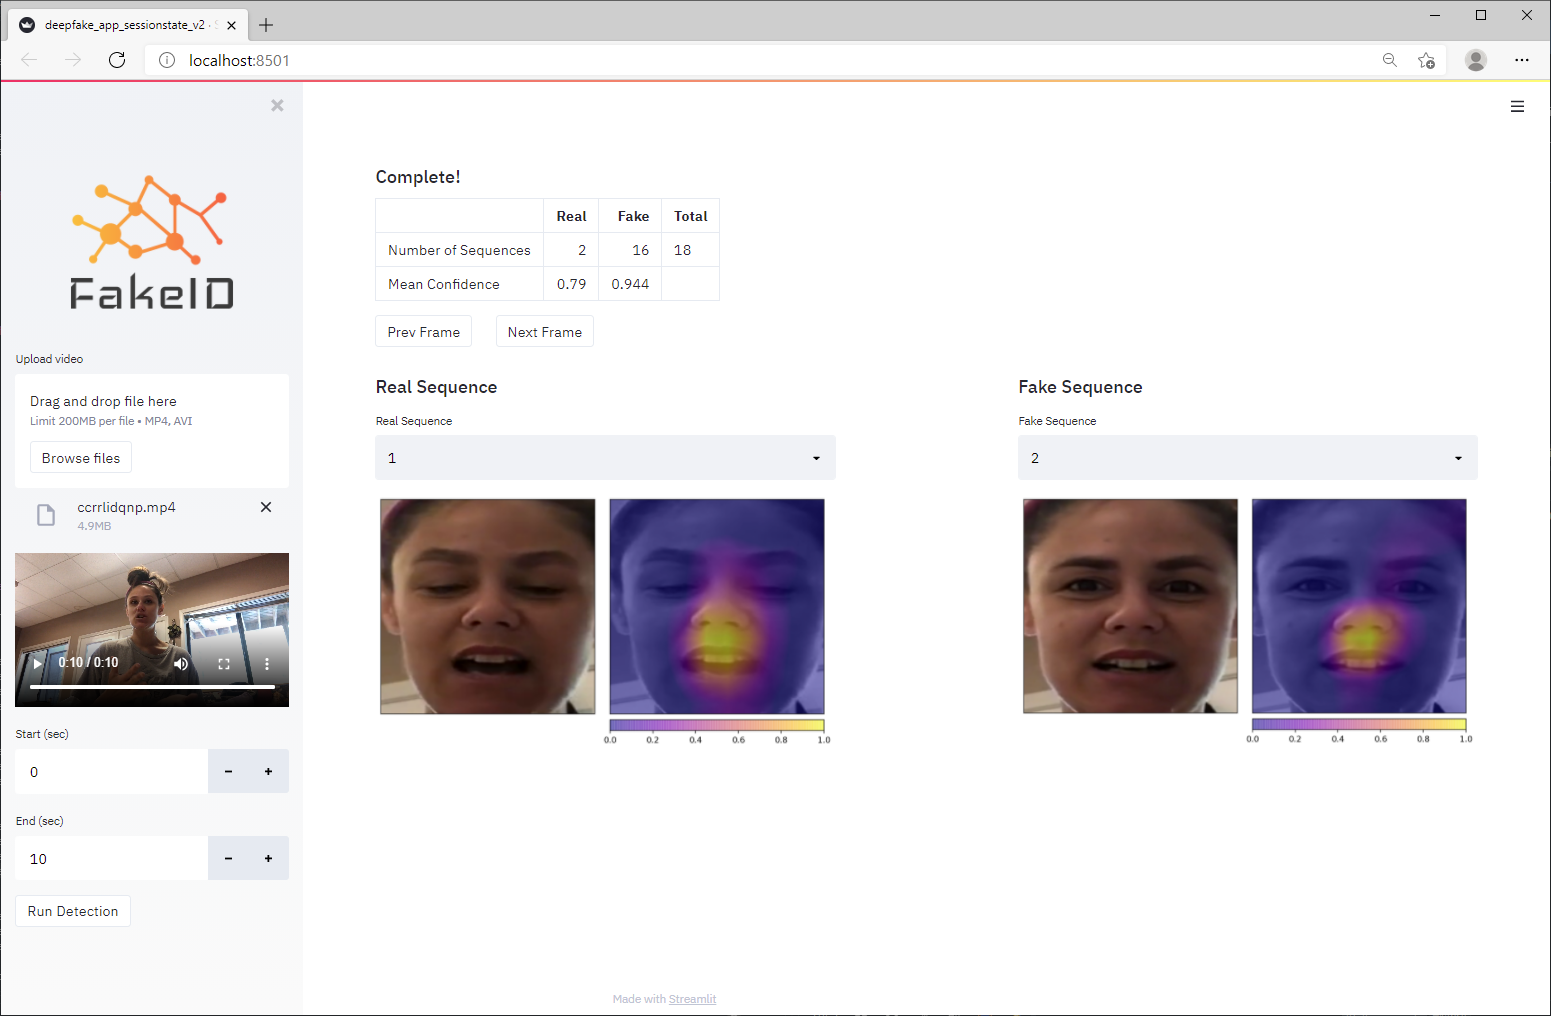 deepfake_app_sessionstate_v2 · S
localhost:8501
FakeID
Upload video
Drag and drop file here
Limit 200MB per file • MP4, AVI
Browse files
ccrrlidqnp.mp4
4.9MB
0:10 / 0:10
Start (sec)
0
End (sec)
10
Run Detection
Complete!
Real Fake Total
Number of Sequences 2 16 18
Mean Confidence 0.79 0.944
Prev Frame Next Frame
Real Sequence
Real Sequence
1
0.0 0.2 0.4 0.6 0.8 1.0
Fake Sequence
Fake Sequence
2
0.0 0.2 0.4 0.6 0.8 1.0
Made with Streamlit